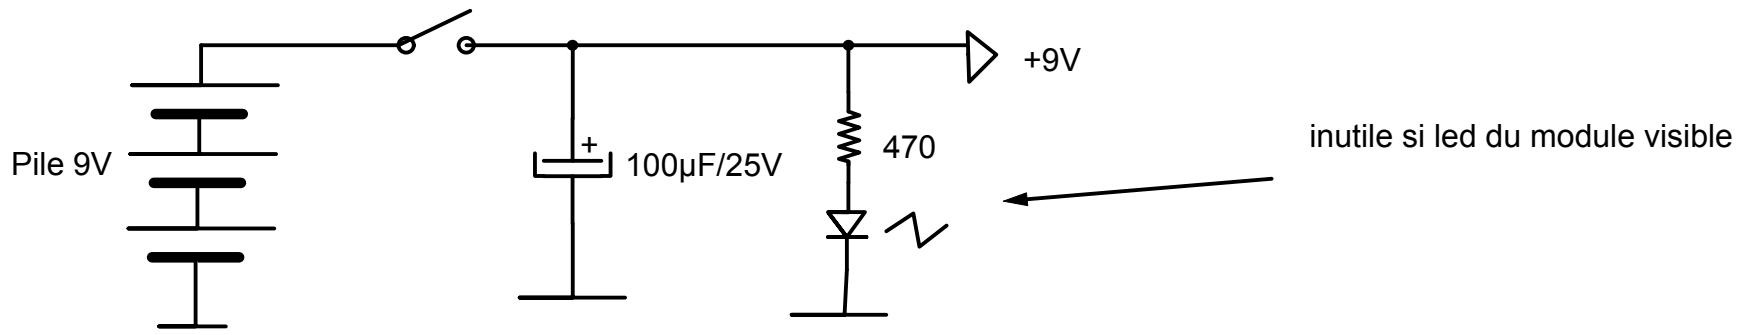 +9V
inutile si led du module visible
Pile 9V
+
100µF/25V
470